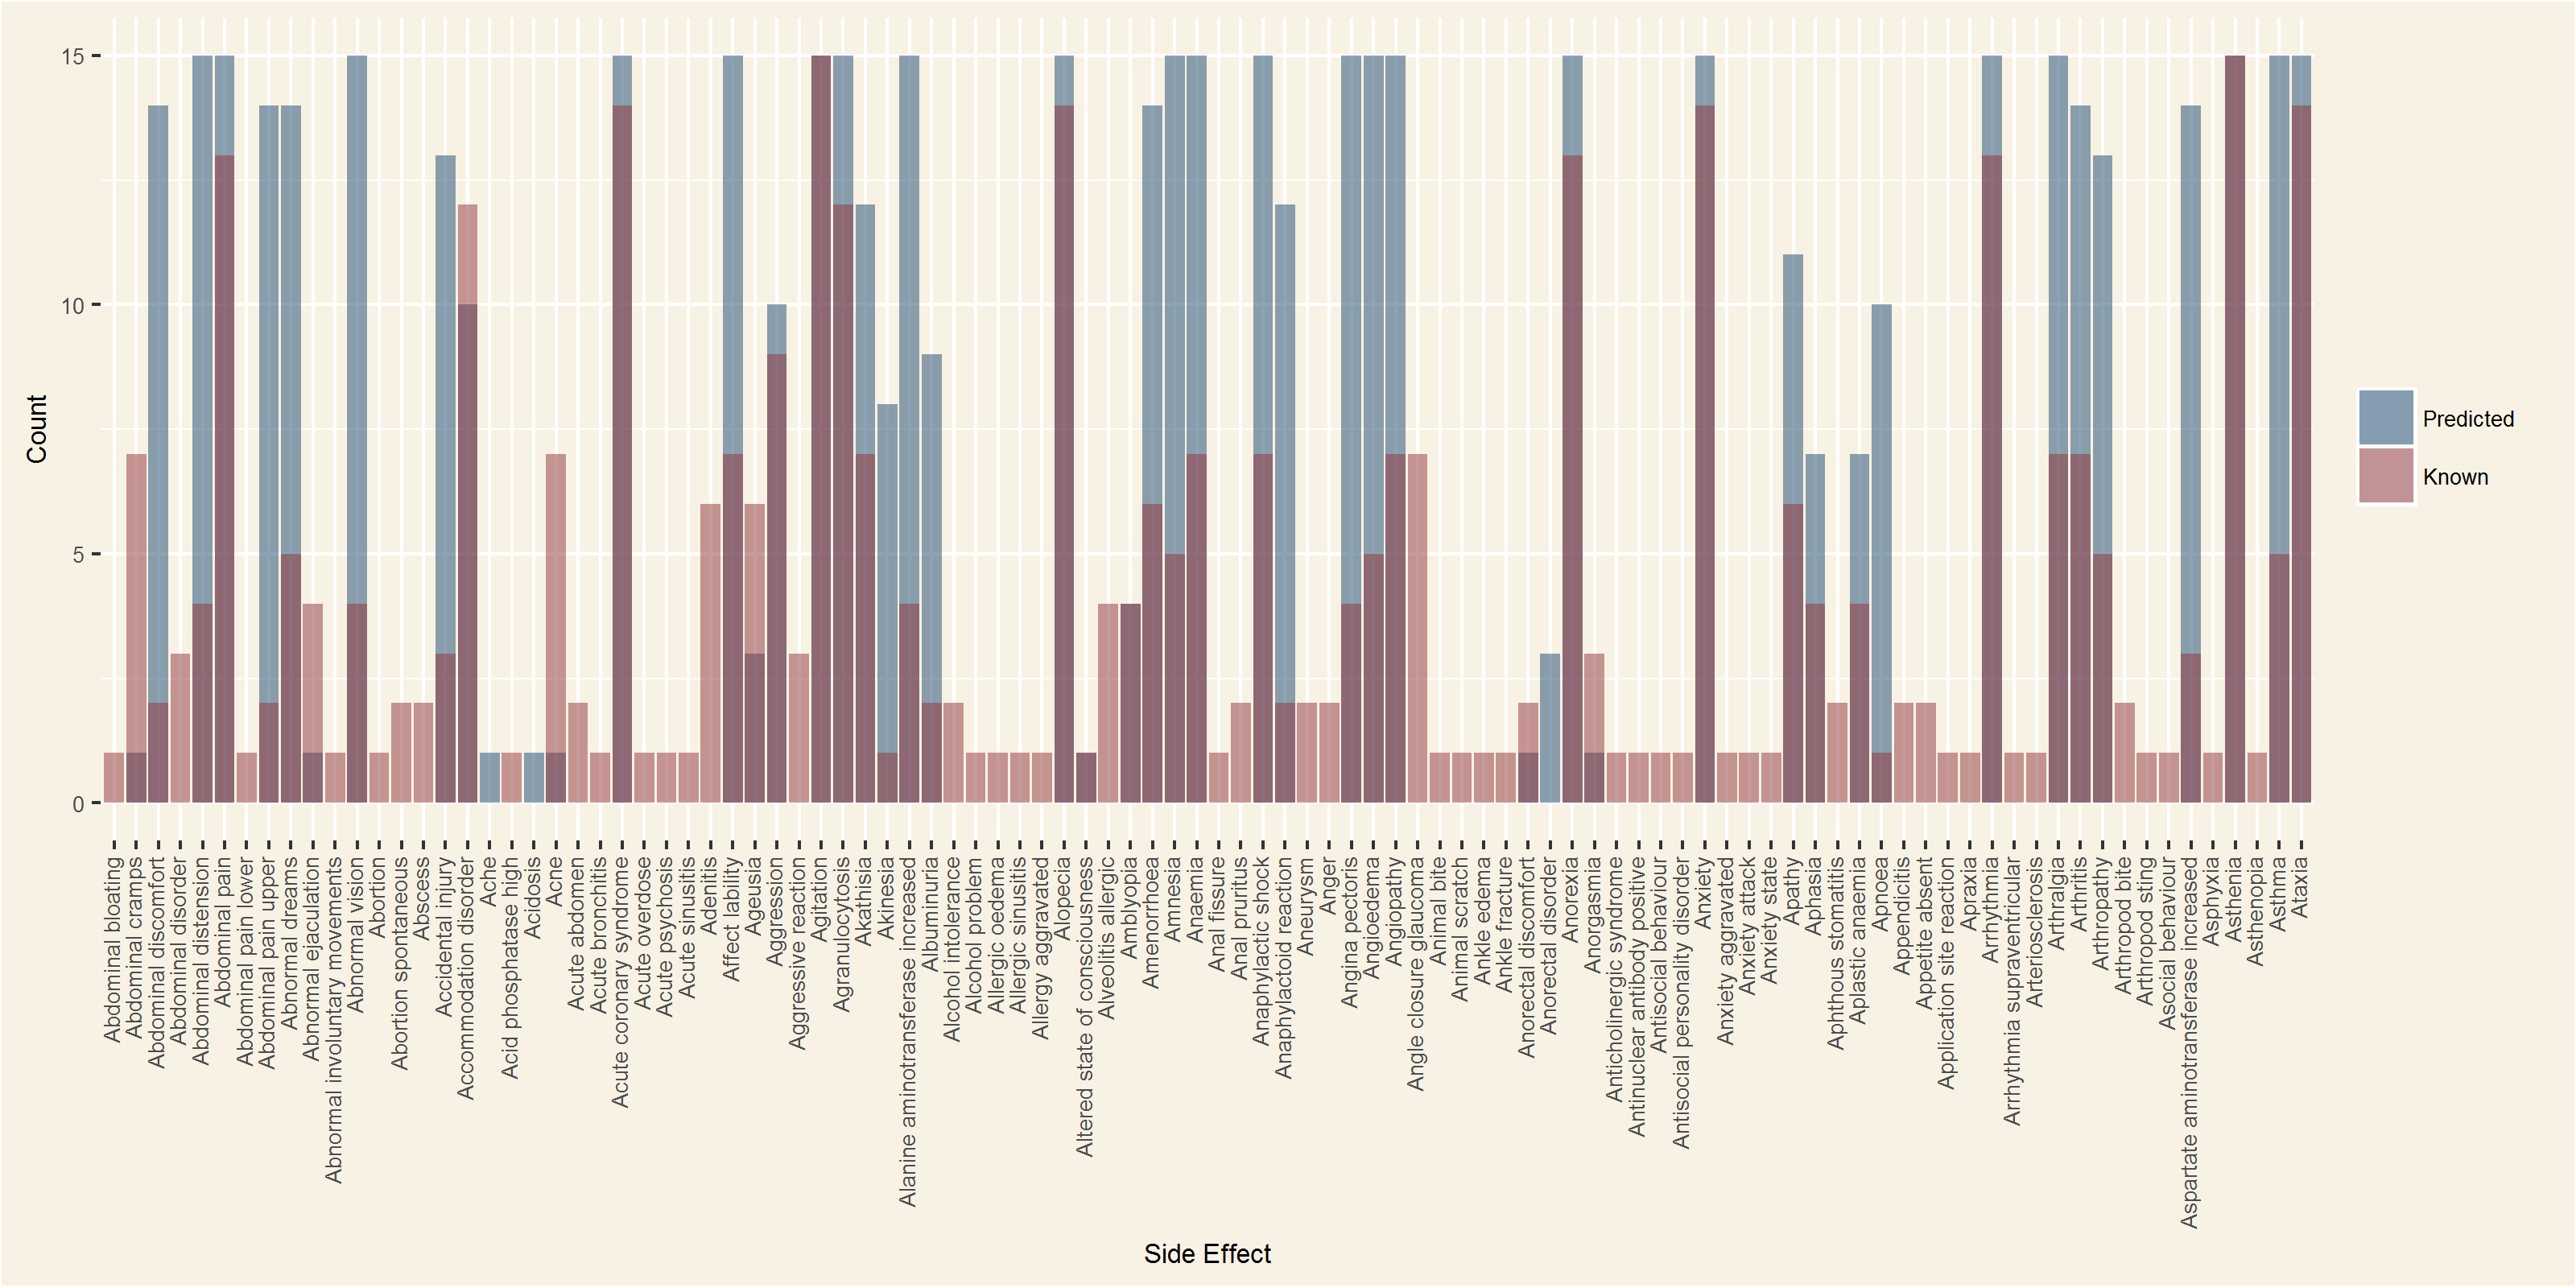 15
10
5
0
Count
Predicted
Known
Abdominal bloating
Abdominal cramps
Abdominal discomfort
Abdominal disorder
Abdominal distension
Abdominal pain
Abdominal pain lower
Abdominal pain upper
Abnormal dreams
Abnormal ejaculation
Abnormal involuntary movements
Abnormal vision
Abortion
Abortion spontaneous
Abscess
Accidental injury
Accommodation disorder
Ache
Acid phosphatase high
Acidosis
Acne
Acute abdomen
Acute bronchitis
Acute coronary syndrome
Acute overdose
Acute psychosis
Acute sinusitis
Adenitis
Affect lability
Ageusia
Aggression
Aggressive reaction
Agitation
Agranulocytosis
Akathisia
Akinesia
Alanine aminotransferase increased
Albuminuria
Alcohol intolerance
Alcohol problem
Allergic oedema
Allergic sinusitis
Allergy aggravated
Alopecia
Altered state of consciousness
Alveolitis allergic
Amblyopia
Amenorrhoea
Amnesia
Anaemia
Anal fissure
Anal pruritus
Anaphylactic shock
Anaphylactoid reaction
Aneurysm
Anger
Angina pectoris
Angioedema
Angiopathy
Angle closure glaucoma
Animal bite
Animal scratch
Ankle edema
Ankle fracture
Anorectal discomfort
Anorectal disorder
Anorexia
Anorgasmia
Anticholinergic syndrome
Antinuclear antibody positive
Antisocial behaviour
Antisocial personality disorder
Anxiety
Anxiety aggravated
Anxiety attack
Anxiety state
Apathy
Aphasia
Aphthous stomatitis
Aplastic anaemia
Apnoea
Appendicitis
Appetite absent
Application site reaction
Apraxia
Arrhythmia
Arrhythmia supraventricular
Arteriosclerosis
Arthralgia
Arthritis
Arthropathy
Arthropod bite
Arthropod sting
Asocial behaviour
Aspartate aminotransferase increased
Asphyxia
Asthenia
Asthenopia
Asthma
Ataxia
Side Effect